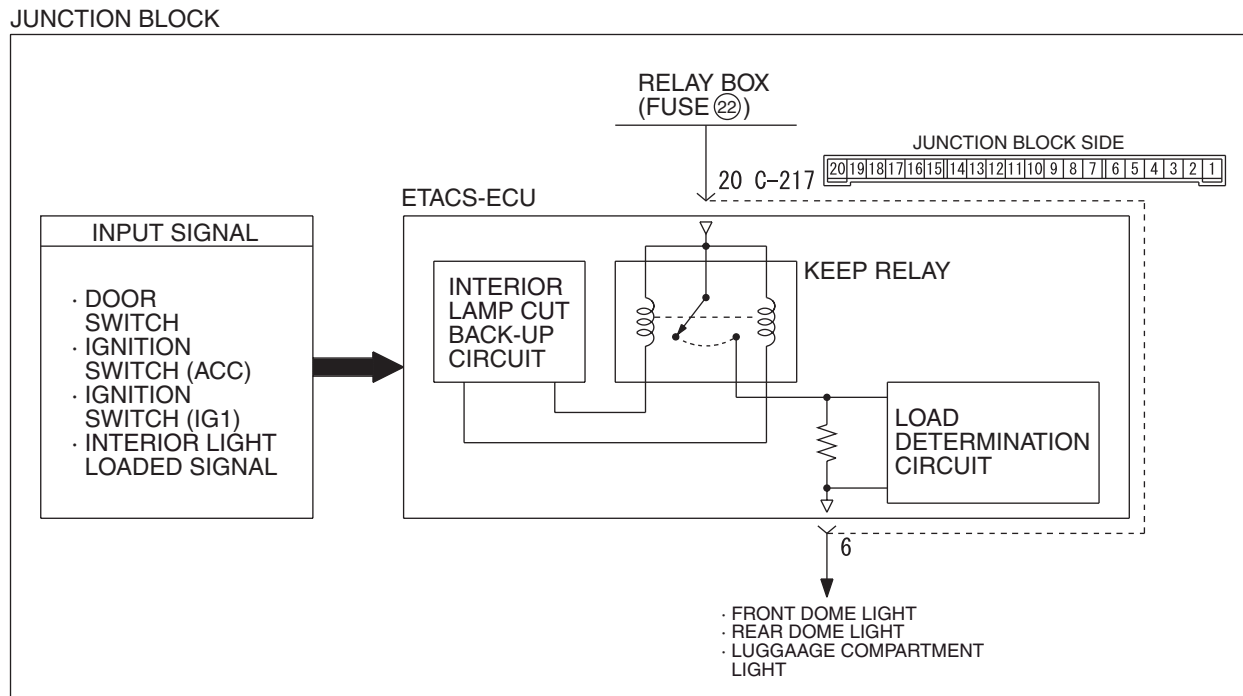 JUNCTION BLOCK
RELAY BOX
(FUSE ㉒)
JUNCTION BLOCK SIDE
20 19 18 17 16 15 14 13 12 11 10 9 8 7 6 5 4 3 2 1
20 C-217
ETACS-ECU
INPUT SIGNAL
· DOOR
SWITCH
· IGNITION
SWITCH (ACC)
· IGNITION
SWITCH (IG1)
· INTERIOR LIGHT
LOADED SIGNAL
INTERIOR
LAMP CUT
BACK-UP
CIRCUIT
KEEP RELAY
LOAD
DETERMINATION
CIRCUIT
6
· FRONT DOME LIGHT
· REAR DOME LIGHT
· LUGGAAGE COMPARTMENT
LIGHT